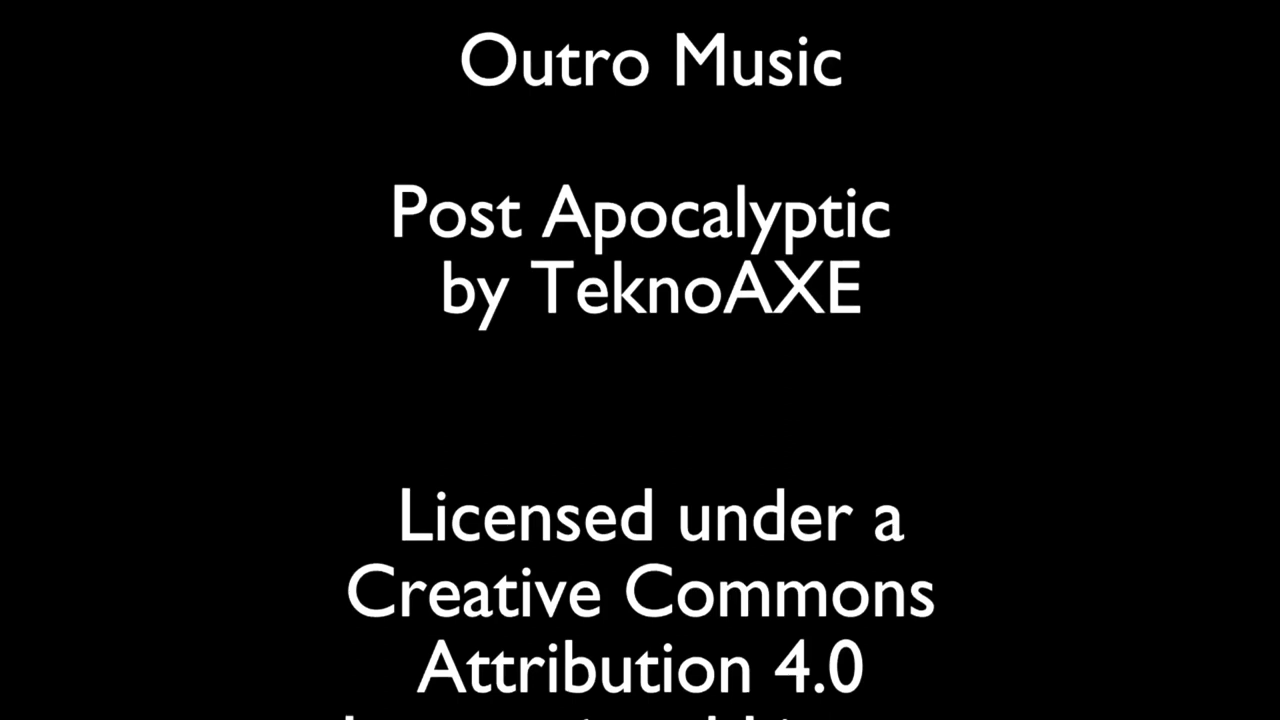 Outro Music
Post Apocalyptic
by TeknoAXE
Licensed under a
Creative Commons
Attribution 4.0